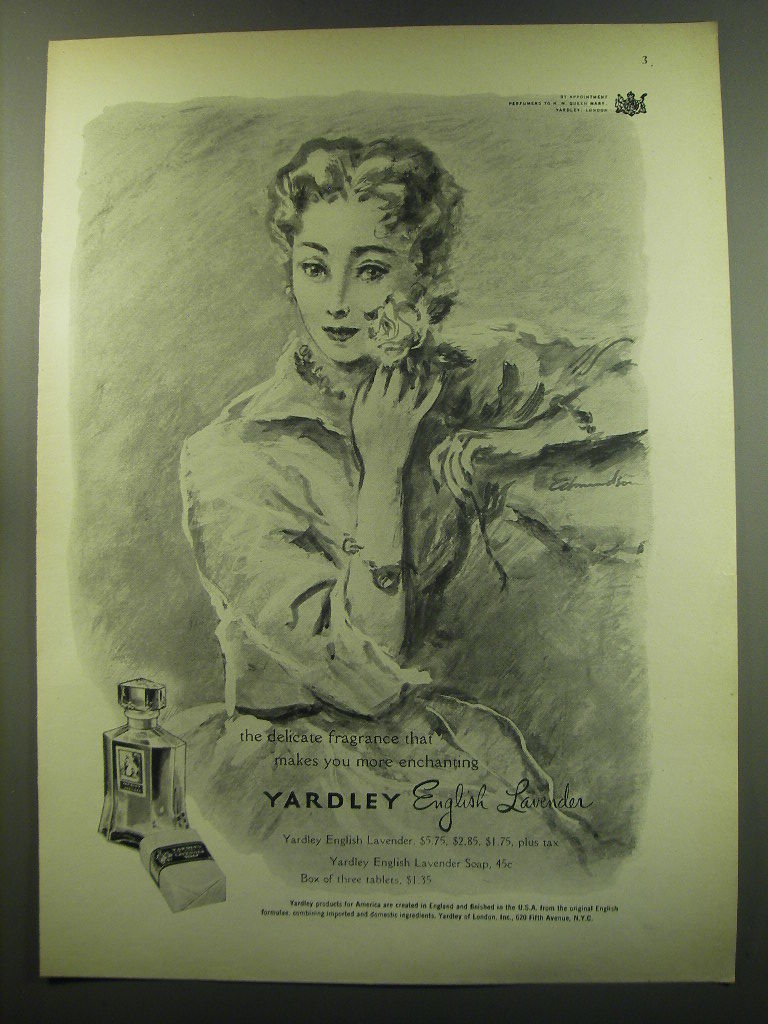 3
BY APPOINTMENT
PERFUMERS TO H. M. QUEEN MARY,
YARDLEY, LONDON
Edmundson
the delicate fragrance that
makes you more enchanting
YARDLEY English Lavender
Yardley English Lavender, $5.75, $2.85, $1.75, plus tax
Yardley English Lavender Soap, 45c
Box of three tablets, $1.35
Yardley products for America are created in England and finished in the U.S.A. from the original English
formulae, combining imported and domestic ingredients. Yardley of London, Inc., 620 Fifth Avenue, N.Y.C.